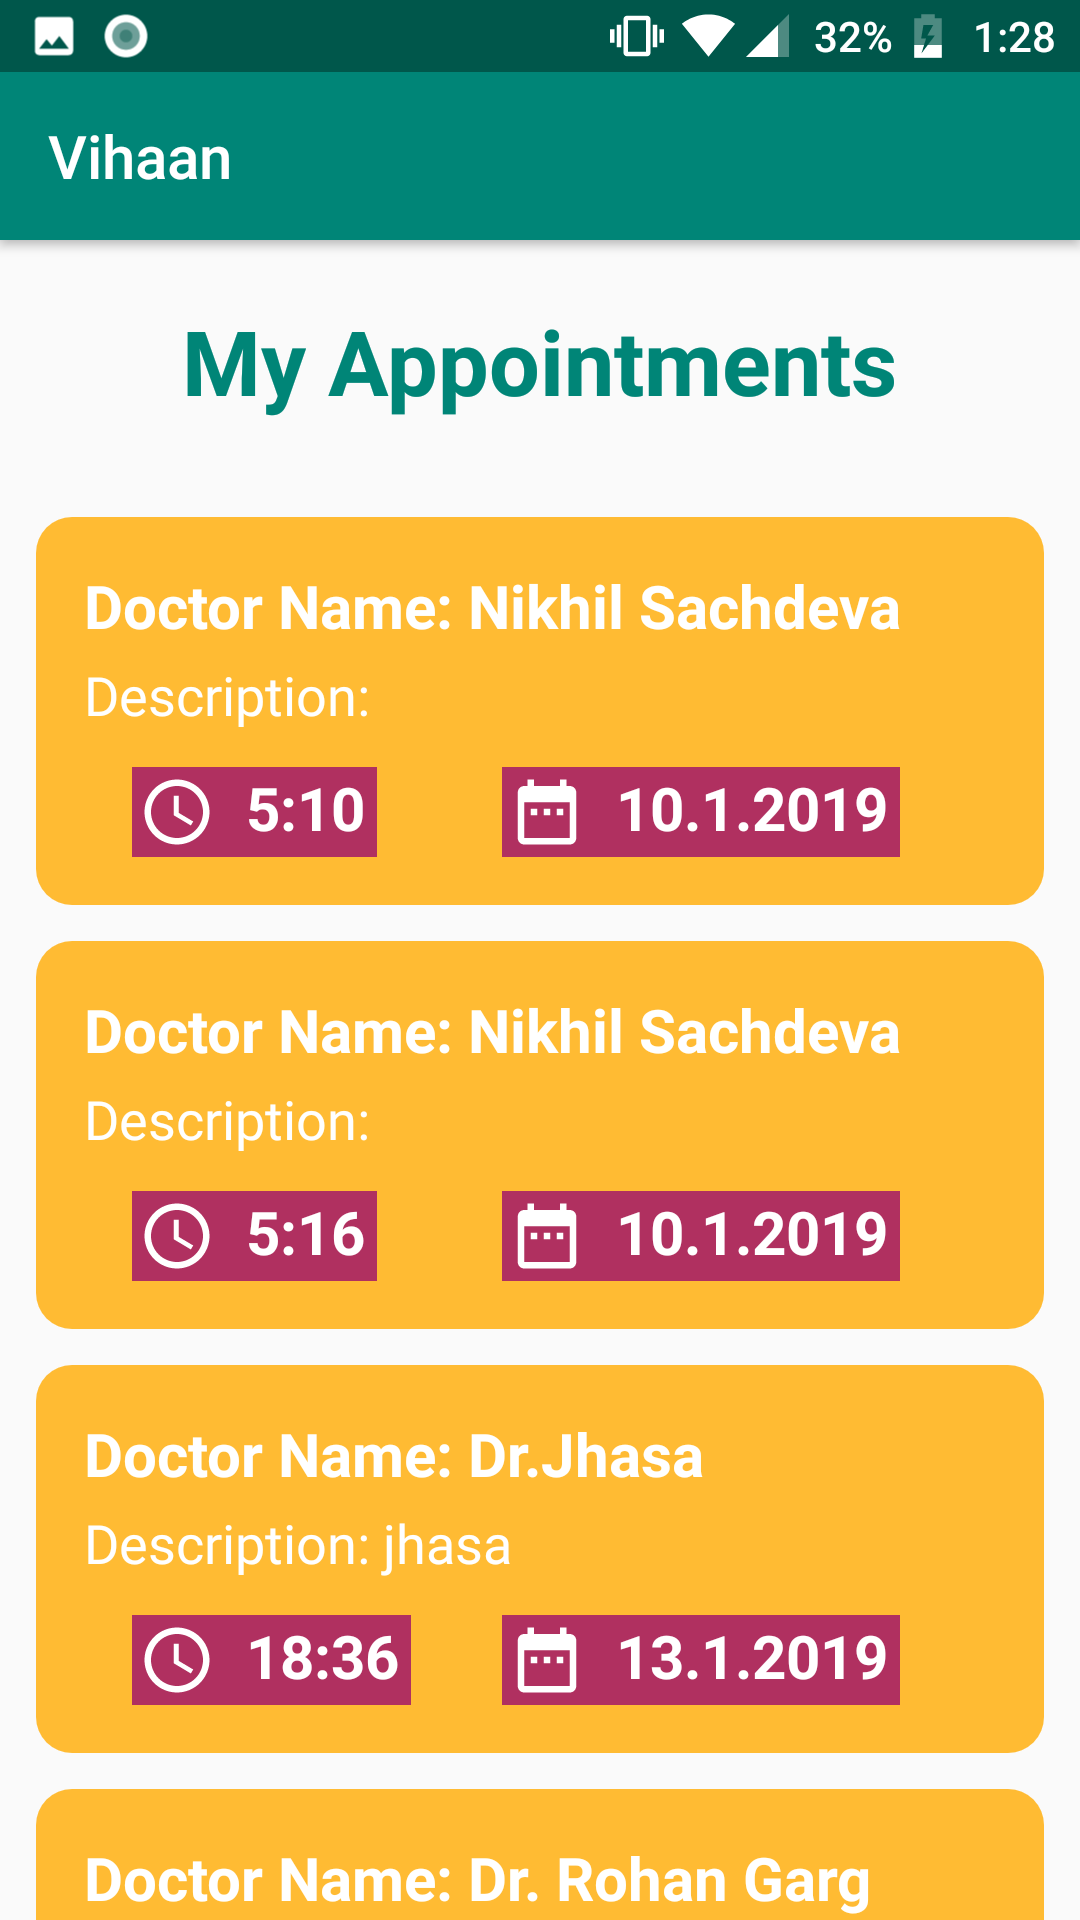 32% 1:28
Vihaan
My Appointments
Doctor Name: Nikhil Sachdeva
Description:
5:10 10.1.2019
Doctor Name: Nikhil Sachdeva
Description:
5:16 10.1.2019
Doctor Name: Dr.Jhasa
Description: jhasa
18:36 13.1.2019
Doctor Name: Dr. Rohan Garg